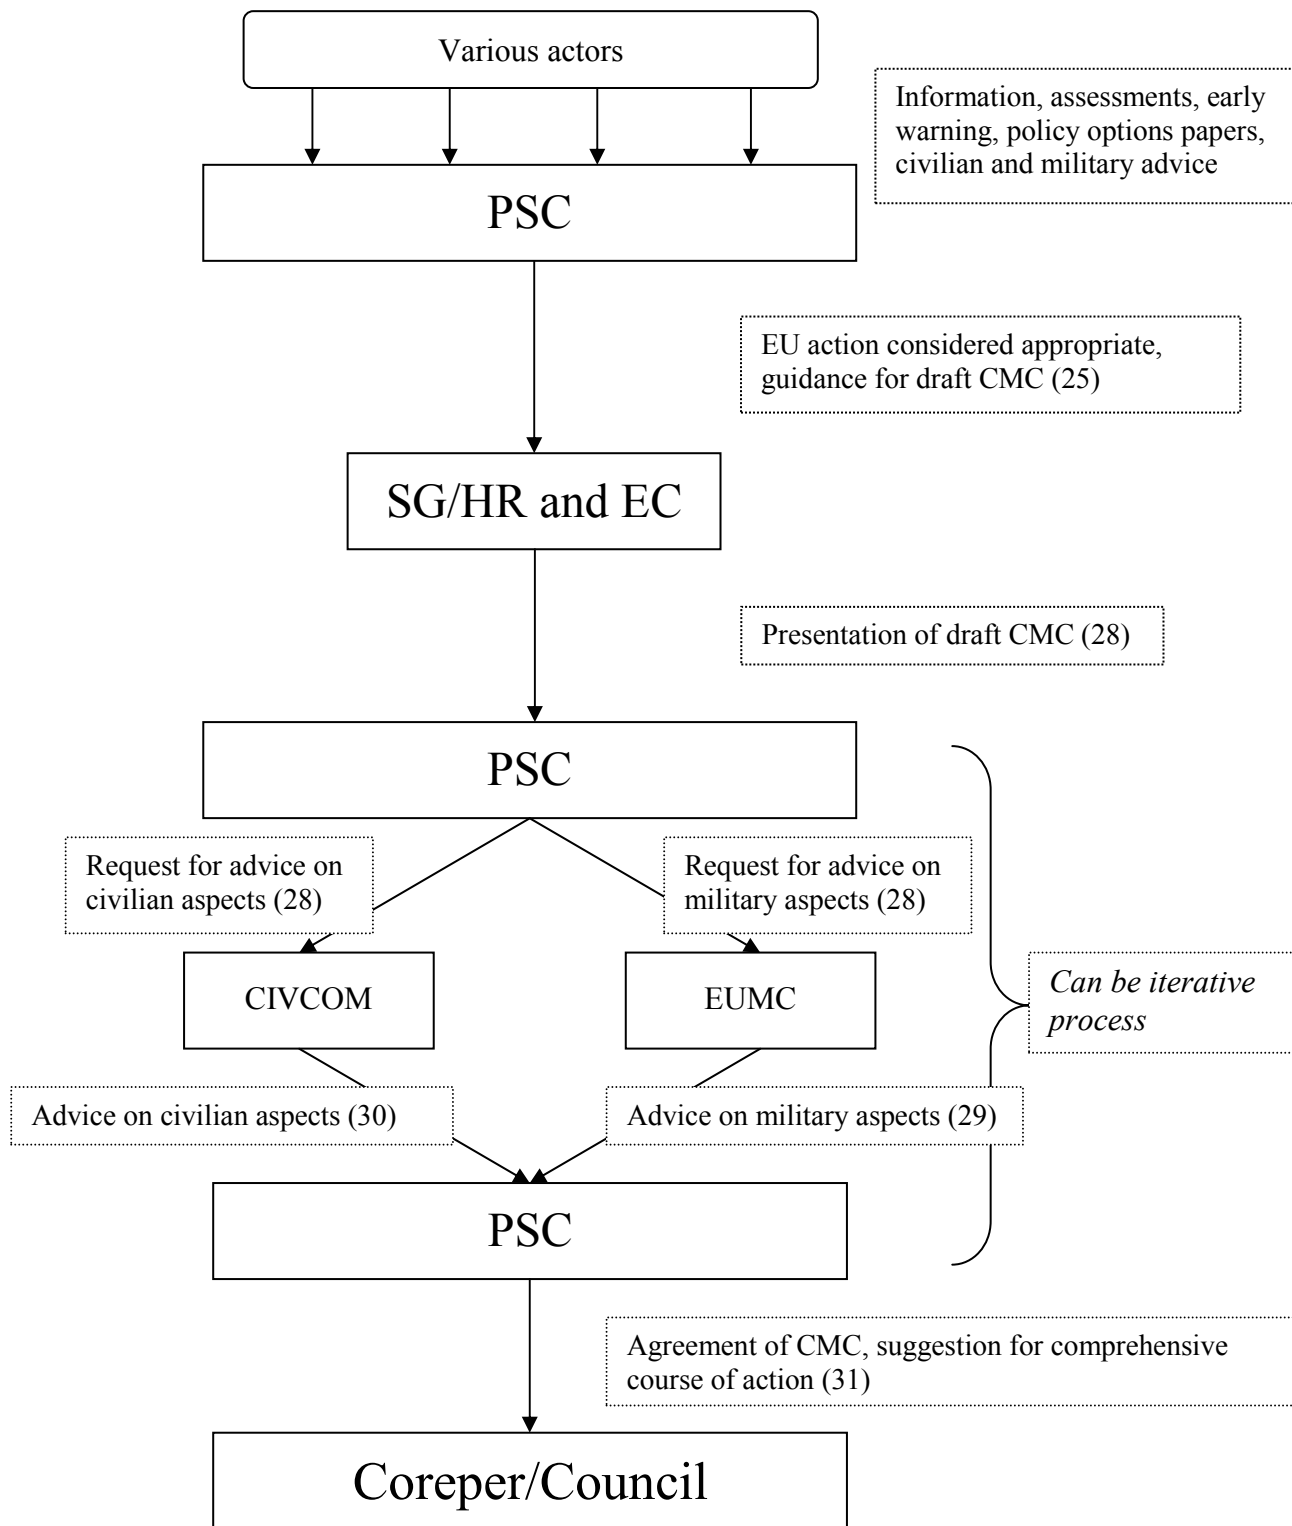 Various actors
Information, assessments, early
warning, policy options papers,
civilian and military advice
PSC
EU action considered appropriate,
guidance for draft CMC (25)
SG/HR and EC
Presentation of draft CMC (28)
PSC
Request for advice on
civilian aspects (28)
Request for advice on
military aspects (28)
CIVCOM
EUMC
Can be iterative
process
Advice on civilian aspects (30)
Advice on military aspects (29)
PSC
Agreement of CMC, suggestion for comprehensive
course of action (31)
Coreper/Council